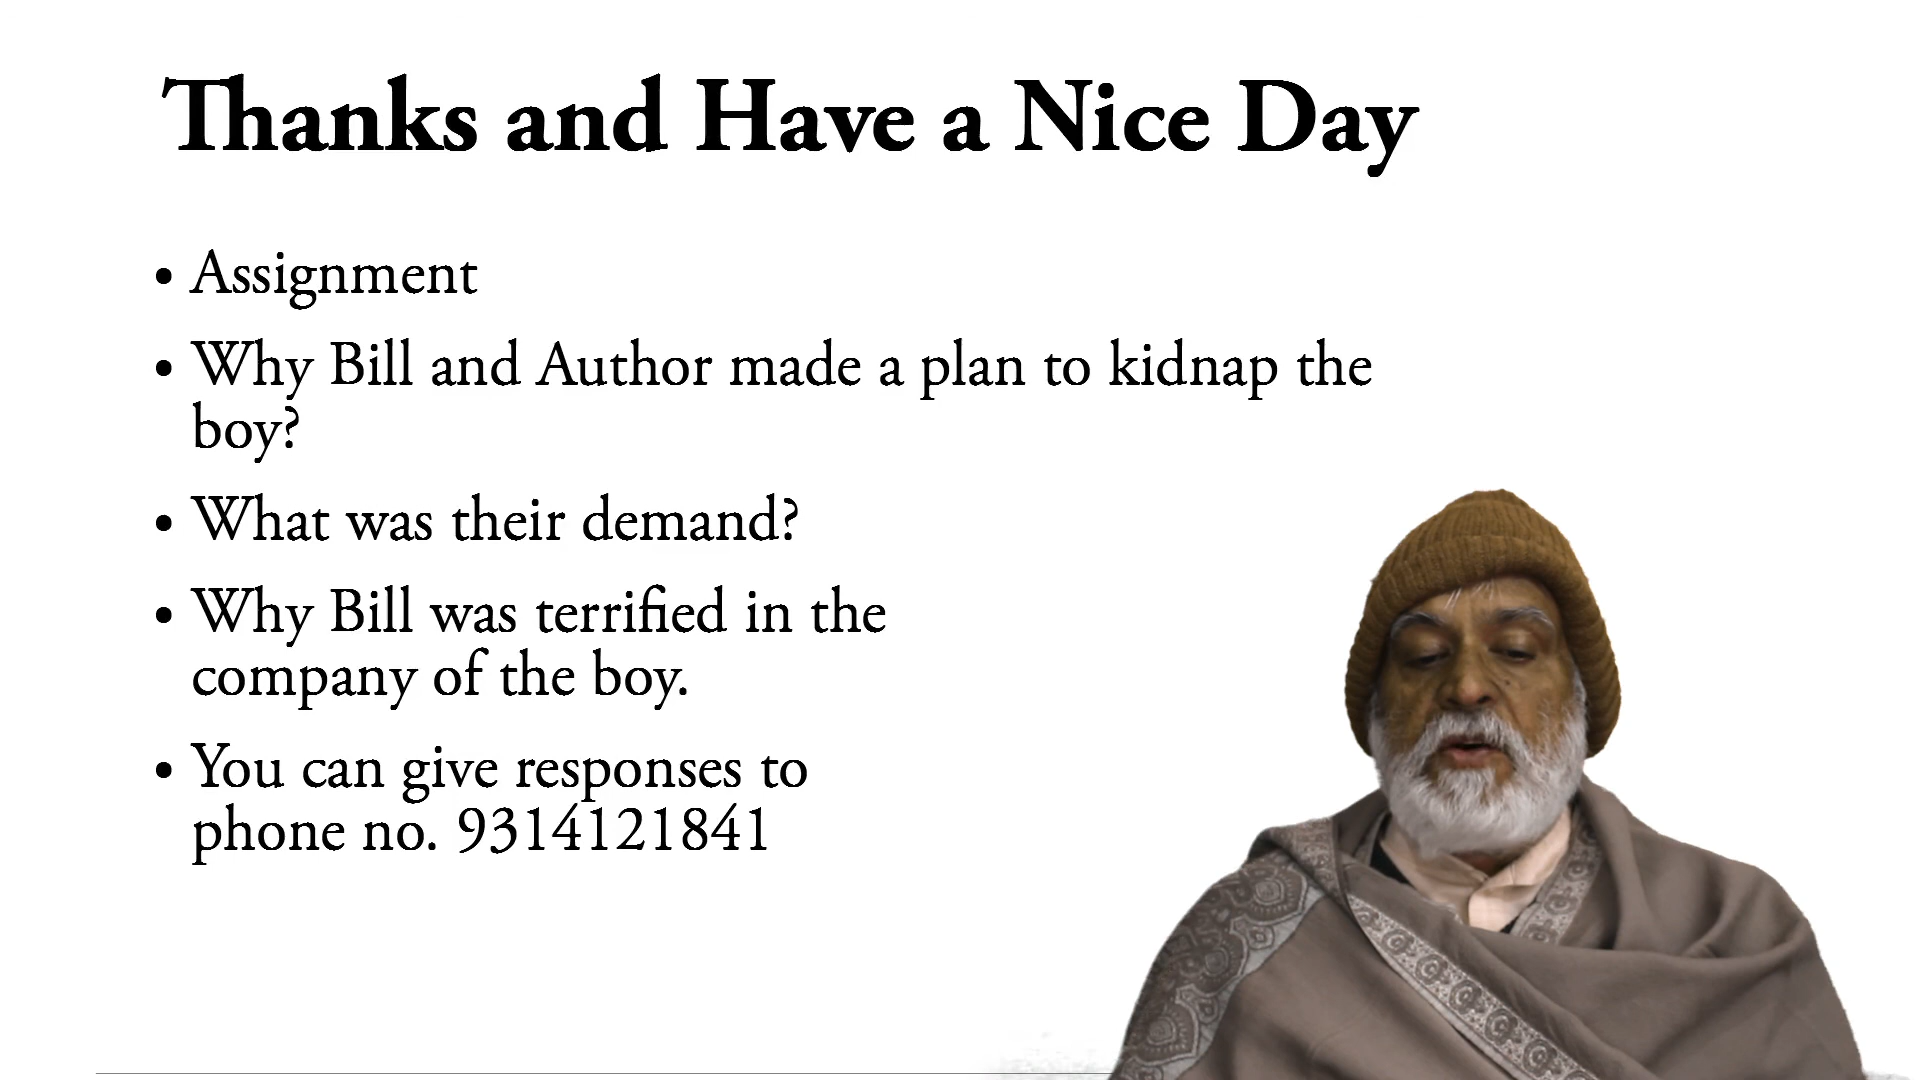 Thanks and Have a Nice Day
• Assignment
• Why Bill and Author made a plan to kidnap the
boy?
• What was their demand?
• Why Bill was terrified in the
company of the boy.
• You can give responses to
phone no. 9314121841